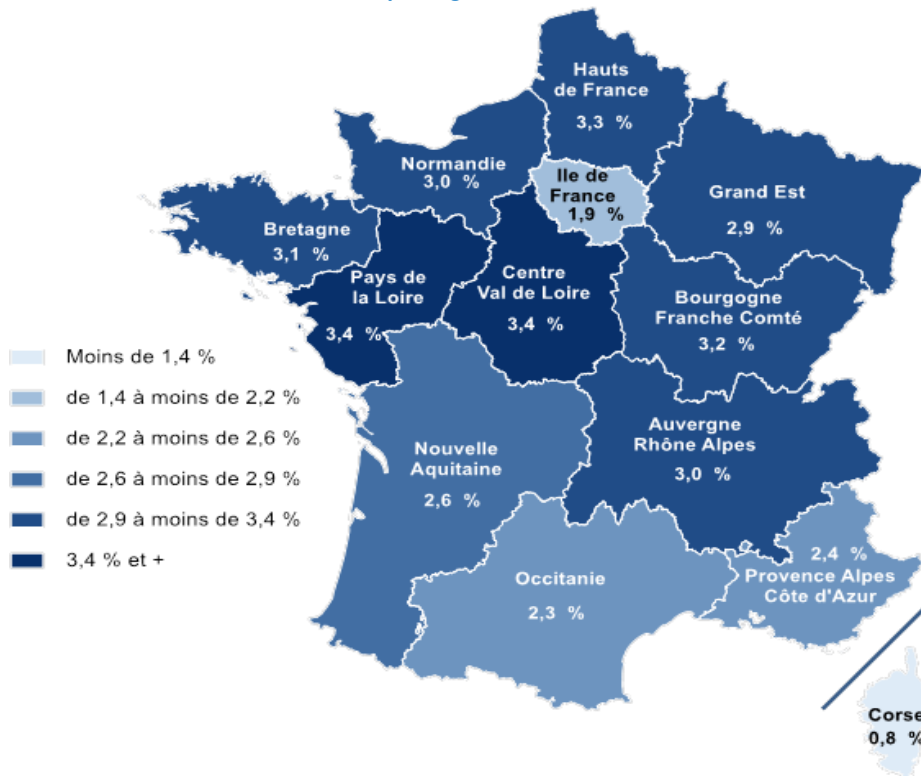 Hauts
de France
3,3 %
Normandie
3,0 %
Ile de
France
1,9 %
Grand Est
2,9 %
Bretagne
3,1 %
Pays de
la Loire
3,4 %
Centre
Val de Loire
3,4 %
Bourgogne
Franche Comté
3,2 %
Moins de 1,4 %
de 1,4 à moins de 2,2 %
de 2,2 à moins de 2,6 %
de 2,6 à moins de 2,9 %
de 2,9 à moins de 3,4 %
3,4 % et +
Nouvelle
Aquitaine
2,6 %
Auvergne
Rhône Alpes
3,0 %
Occitanie
2,3 %
2,4 %
Provence Alpes
Côte d'Azur
Corse
0,8 %